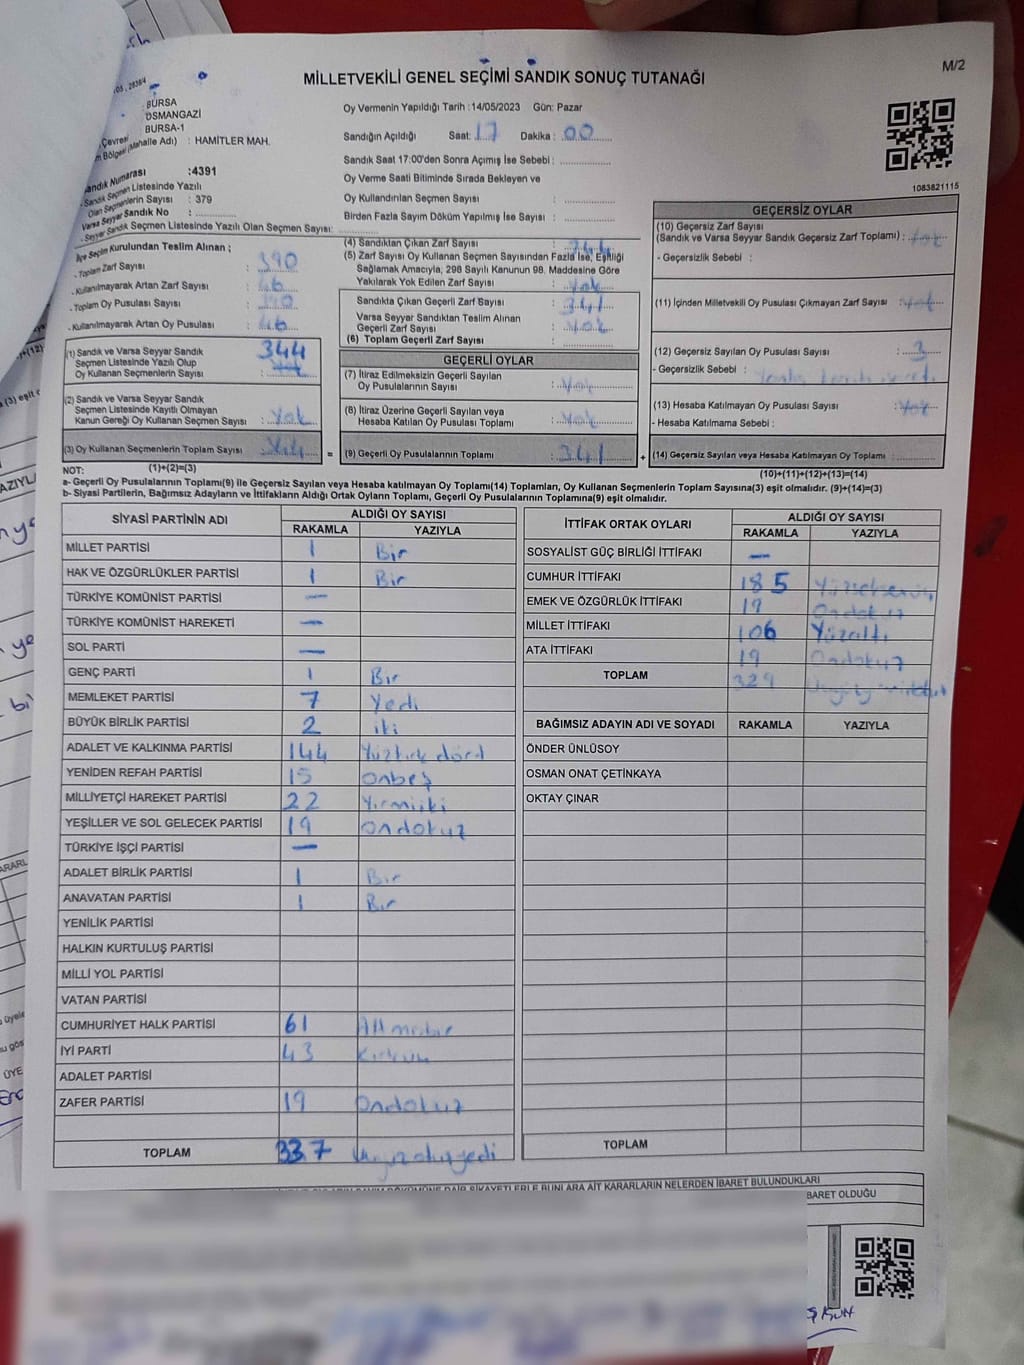 M/2
MİLLETVEKİLİ GENEL SEÇİMİ SANDIK SONUÇ TUTANAĞI
: BURSA
: OSMANGAZİ
BURSA-1
Çevresi
Bölgesi (Mahalle Adı) : HAMİTLER MAH.
Sandık Numarası :4391
- Sandık Seçmen Listesinde Yazılı
Olan Seçmenlerin Sayısı : 379
Varsa Seyyar Sandık No :
- Seyyar Sandık Seçmen Listesinde Yazılı Olan Seçmen Sayısı:
Oy Vermenin Yapıldığı Tarih :14/05/2023 Gün: Pazar
Sandığın Açıldığı Saat: 17 Dakika : 00
Sandık Saat 17:00'den Sonra Açımış İse Sebebi :
Oy Verme Saati Bitiminde Sırada Bekleyen ve
Oy Kullandırılan Seçmen Sayısı :
Birden Fazla Sayım Döküm Yapılmış İse Sayısı :
1083821115
İlçe Seçim Kurulundan Teslim Alınan ;
- Toplam Zarf Sayısı : 390
- Kullanılmayarak Artan Zarf Sayısı : 46
- Toplam Oy Pusulası Sayısı :
- Kullanılmayarak Artan Oy Pusulası : 46
(1) Sandık ve Varsa Seyyar Sandık
Seçmen Listesinde Yazılı Olup
Oy Kullanan Seçmenlerin Sayısı : 344
(2) Sandık ve Varsa Seyyar Sandık
Seçmen Listesinde Kayıtlı Olmayan
Kanun Gereği Oy Kullanan Seçmen Sayısı : Yok
(3) Oy Kullanan Seçmenlerin Toplam Sayısı : 344
(4) Sandıktan Çıkan Zarf Sayısı : 344
(5) Zarf Sayısı Oy Kullanan Seçmen Sayısından Fazla İse, Eşitliği
Sağlamak Amacıyla, 298 Sayılı Kanunun 98. Maddesine Göre
Yakılarak Yok Edilen Zarf Sayısı : Yok
Sandıkta Çıkan Geçerli Zarf Sayısı : 341
Varsa Seyyar Sandıktan Teslim Alınan
Geçerli Zarf Sayısı : Yok
(6) Toplam Geçerli Zarf Sayısı :
GEÇERLİ OYLAR
(7) İtiraz Edilmeksizin Geçerli Sayılan
Oy Pusulalarının Sayısı : Yok
(8) İtiraz Üzerine Geçerli Sayılan veya
Hesaba Katılan Oy Pusulası Toplamı : Yok
= (9) Geçerli Oy Pusulalarının Toplamı : 341
GEÇERSİZ OYLAR
(10) Geçersiz Zarf Sayısı
(Sandık ve Varsa Seyyar Sandık Geçersiz Zarf Toplamı) : Yok
- Geçersizlik Sebebi :
(11) İçinden Milletvekili Oy Pusulası Çıkmayan Zarf Sayısı : Yok
(12) Geçersiz Sayılan Oy Pusulası Sayısı : 3
- Geçersizlik Sebebi :
(13) Hesaba Katılmayan Oy Pusulası Sayısı : Yok
- Hesaba Katılmama Sebebi :
+ (14) Geçersiz Sayılan veya Hesaba Katılmayan Oy Toplamı :
NOT: (1)+(2)=(3) (10)+(11)+(12)+(13)=(14)
a- Geçerli Oy Pusulalarının Toplamı(9) ile Geçersiz Sayılan veya Hesaba katılmayan Oy Toplamı(14) Toplamları, Oy Kullanan Seçmenlerin Toplam Sayısına(3) eşit olmalıdır. (9)+(14)=(3)
b- Siyasi Partilerin, Bağımsız Adayların ve İttifakların Aldığı Ortak Oyların Toplamı, Geçerli Oy Pusulalarının Toplamına(9) eşit olmalıdır.
SİYASİ PARTİNİN ADI ALDIĞI OY SAYISI
RAKAMLA YAZIYLA
MİLLET PARTİSİ 1 Bir
HAK VE ÖZGÜRLÜKLER PARTİSİ 1 Bir
TÜRKİYE KOMÜNİST PARTİSİ —
TÜRKİYE KOMÜNİST HAREKETİ —
SOL PARTİ —
GENÇ PARTİ 1 Bir
MEMLEKET PARTİSİ 7 Yedi
BÜYÜK BİRLİK PARTİSİ 2 iki
ADALET VE KALKINMA PARTİSİ 144 Yüzkırk dört
YENİDEN REFAH PARTİSİ 15 onbeş
MİLLİYETÇİ HAREKET PARTİSİ 22 Yirmiiki
YEŞİLLER VE SOL GELECEK PARTİSİ 19 ondokuz
TÜRKİYE İŞÇİ PARTİSİ —
ADALET BİRLİK PARTİSİ 1 Bir
ANAVATAN PARTİSİ 1 Bir
YENİLİK PARTİSİ
HALKIN KURTULUŞ PARTİSİ
MİLLİ YOL PARTİSİ
VATAN PARTİSİ
CUMHURİYET HALK PARTİSİ 61 Altmışbir
İYİ PARTİ 43 Kırküç
ADALET PARTİSİ
ZAFER PARTİSİ 19 Ondokuz
TOPLAM 337 Üçyüzotuzyedi
İTTİFAK ORTAK OYLARI ALDIĞI OY SAYISI
RAKAMLA YAZIYLA
SOSYALİST GÜÇ BİRLİĞİ İTTİFAKI —
CUMHUR İTTİFAKI 185
EMEK VE ÖZGÜRLÜK İTTİFAKI 19 Ondokuz
MİLLET İTTİFAKI 106 Yüzaltı
ATA İTTİFAKI 19 Ondokuz
TOPLAM 329
BAĞIMSIZ ADAYIN ADI VE SOYADI RAKAMLA YAZIYLA
ÖNDER ÜNLÜSOY
OSMAN ONAT ÇETİNKAYA
OKTAY ÇINAR
TOPLAM
KARARLARIN NELERDEN İBARET BULUNDUKLARI
İBARET OLDUĞU